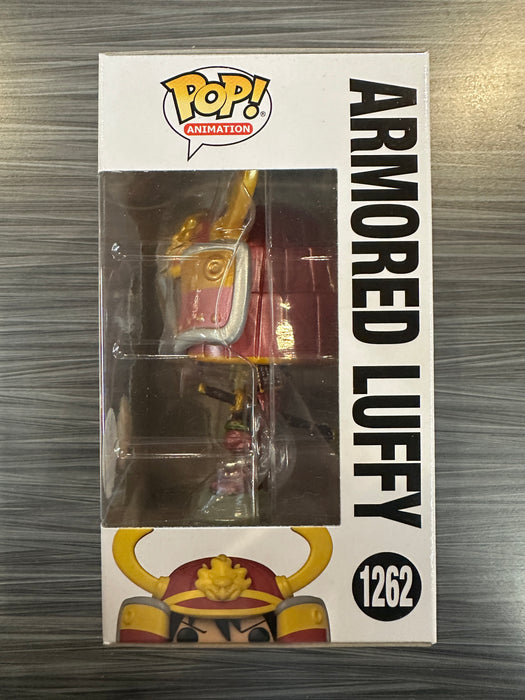 POP!®
ANIMATION
ARMORED LUFFY
1262